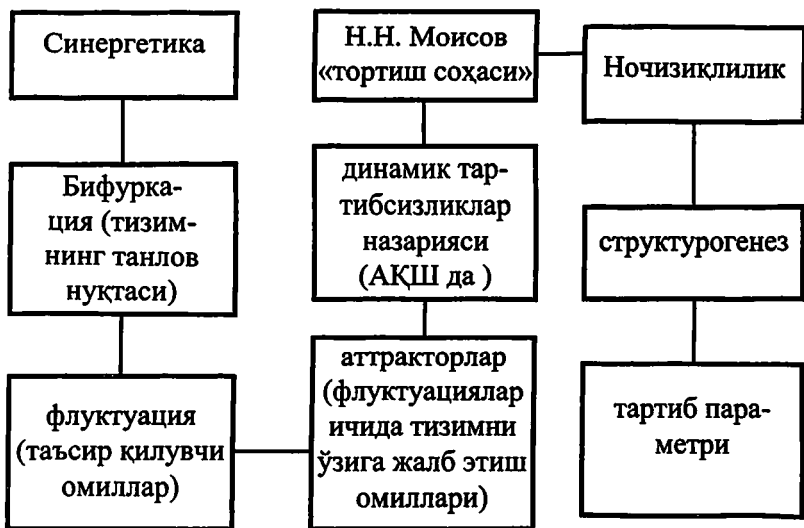 Синергетика
Бифурка-
ция (тизим-
нинг танлов
нуқтаси)
флуктуация
(таъсир қилувчи
омиллар)
аттракторлар
(флуктуациялар
ичида тизимни
ўзига жалб этиш
омиллари)
динамик тар-
тибсизликлар
назарияси
(АҚШ да )
Н.Н. Моисов
«тортиш соҳаси»
Ночизиқлилик
структурогенез
тартиб пара-
метри